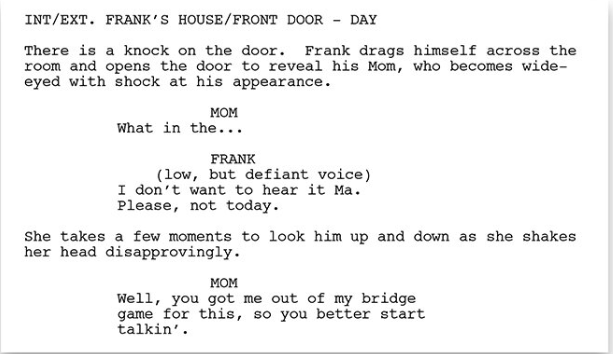 INT/EXT. FRANK'S HOUSE/FRONT DOOR – DAY
There is a knock on the door.  Frank drags himself across the
room and opens the door to reveal his Mom, who becomes wide-
eyed with shock at his appearance.
MOM
What in the...
FRANK
(low, but defiant voice)
I don't want to hear it Ma.
Please, not today.
She takes a few moments to look him up and down as she shakes
her head disapprovingly.
MOM
Well, you got me out of my bridge
game for this, so you better start
talkin'.